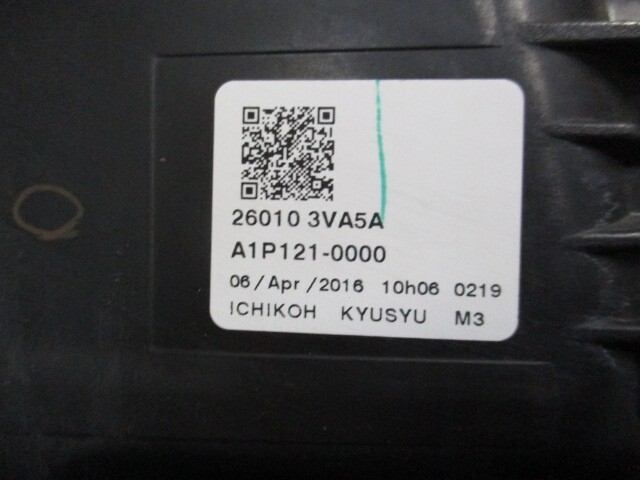 26010 3VA5A
A1P121-0000
06/Apr/2016 10h06 0219
ICHIKOH KYUSYU M3